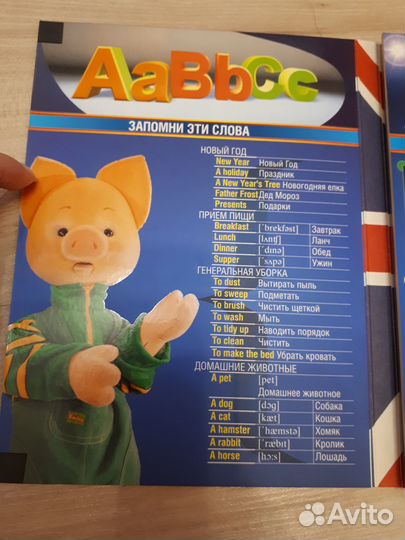 AaBbCc
ЗАПОМНИ ЭТИ СЛОВА
НОВЫЙ ГОД
New Year Новый Год
A holiday Праздник
A New Year's Tree Новогодняя елка
Father Frost Дед Мороз
Presents Подарки
ПРИЕМ ПИЩИ
Breakfast [ˈbrekfəst] Завтрак
Lunch [lʌntʃ] Ланч
Dinner [ˈdɪnə] Обед
Supper [ˈsʌpə] Ужин
ГЕНЕРАЛЬНАЯ УБОРКА
To dust Вытирать пыль
To sweep Подметать
To brush Чистить щеткой
To wash Мыть
To tidy up Наводить порядок
To clean Чистить
To make the bed Убрать кровать
ДОМАШНИЕ ЖИВОТНЫЕ
A pet [pet]
Домашнее животное
A dog [dɔg] Собака
A cat [kæt] Кошка
A hamster [ˈhæmstə] Хомяк
A rabbit [ˈræbɪt] Кролик
A horse [hɔ:s] Лошадь
Avito